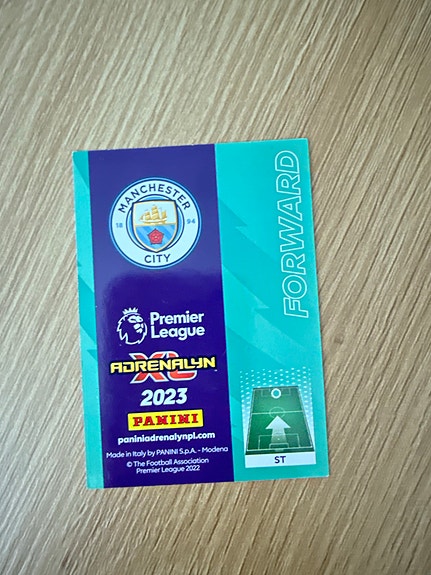 MANCHESTER
18 94
CITY
Premier
League
ADRENALYN
XL
2023
PANINI
paniniadrenalynpl.com
Made in Italy by PANINI S.p.A. - Modena
© The Football Association
Premier League 2022
FORWARD
ST